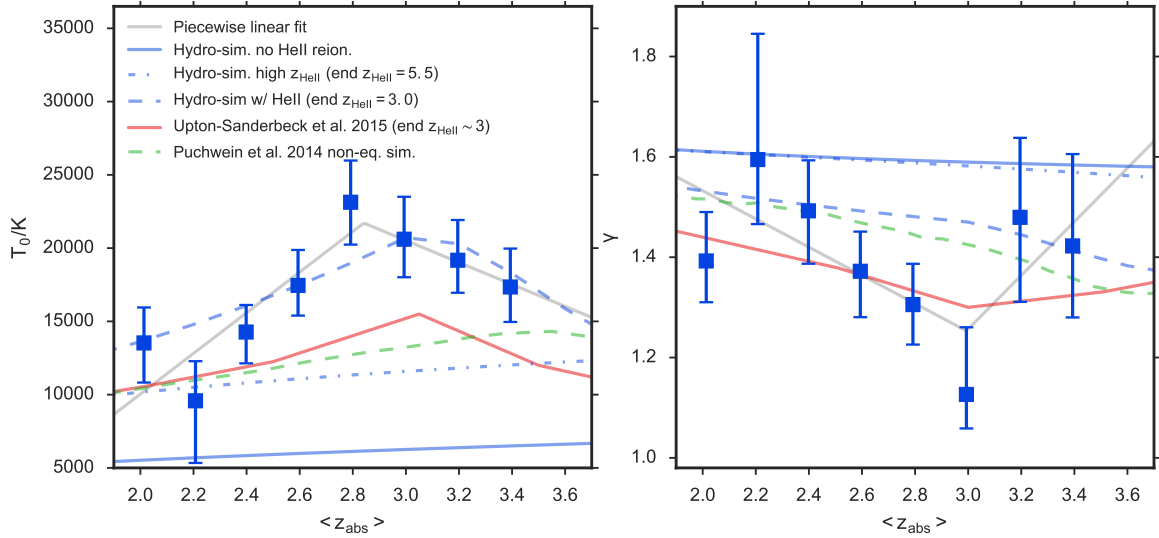 35000
30000
25000
20000
15000
10000
5000
T₀/K
Piecewise linear fit
Hydro-sim. no HeII reion.
Hydro-sim. high z_HeII (end z_HeII = 5.5)
Hydro-sim w/ HeII (end z_HeII = 3.0)
Upton-Sanderbeck et al. 2015 (end z_HeII ~ 3)
Puchwein et al. 2014 non-eq. sim.
2.0 2.2 2.4 2.6 2.8 3.0 3.2 3.4 3.6
< z_abs >
1.8
1.6
1.4
1.2
1.0
γ
2.0 2.2 2.4 2.6 2.8 3.0 3.2 3.4 3.6
< z_abs >